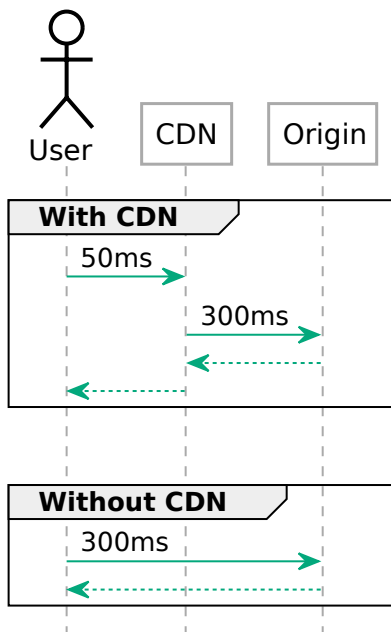 User
CDN
Origin
With CDN
50ms
300ms
Without CDN
300ms